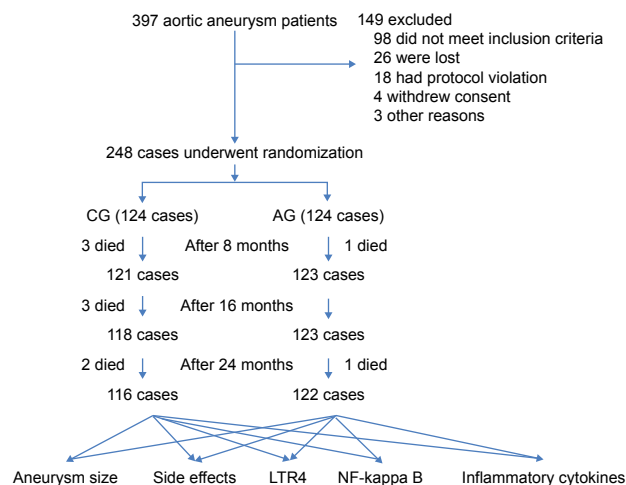 397 aortic aneurysm patients
149 excluded
98 did not meet inclusion criteria
26 were lost
18 had protocol violation
4 withdrew consent
3 other reasons
248 cases underwent randomization
CG (124 cases) AG (124 cases)
3 died After 8 months 1 died
121 cases 123 cases
3 died After 16 months
118 cases 123 cases
2 died After 24 months 1 died
116 cases 122 cases
Aneurysm size Side effects LTR4 NF-kappa B Inflammatory cytokines